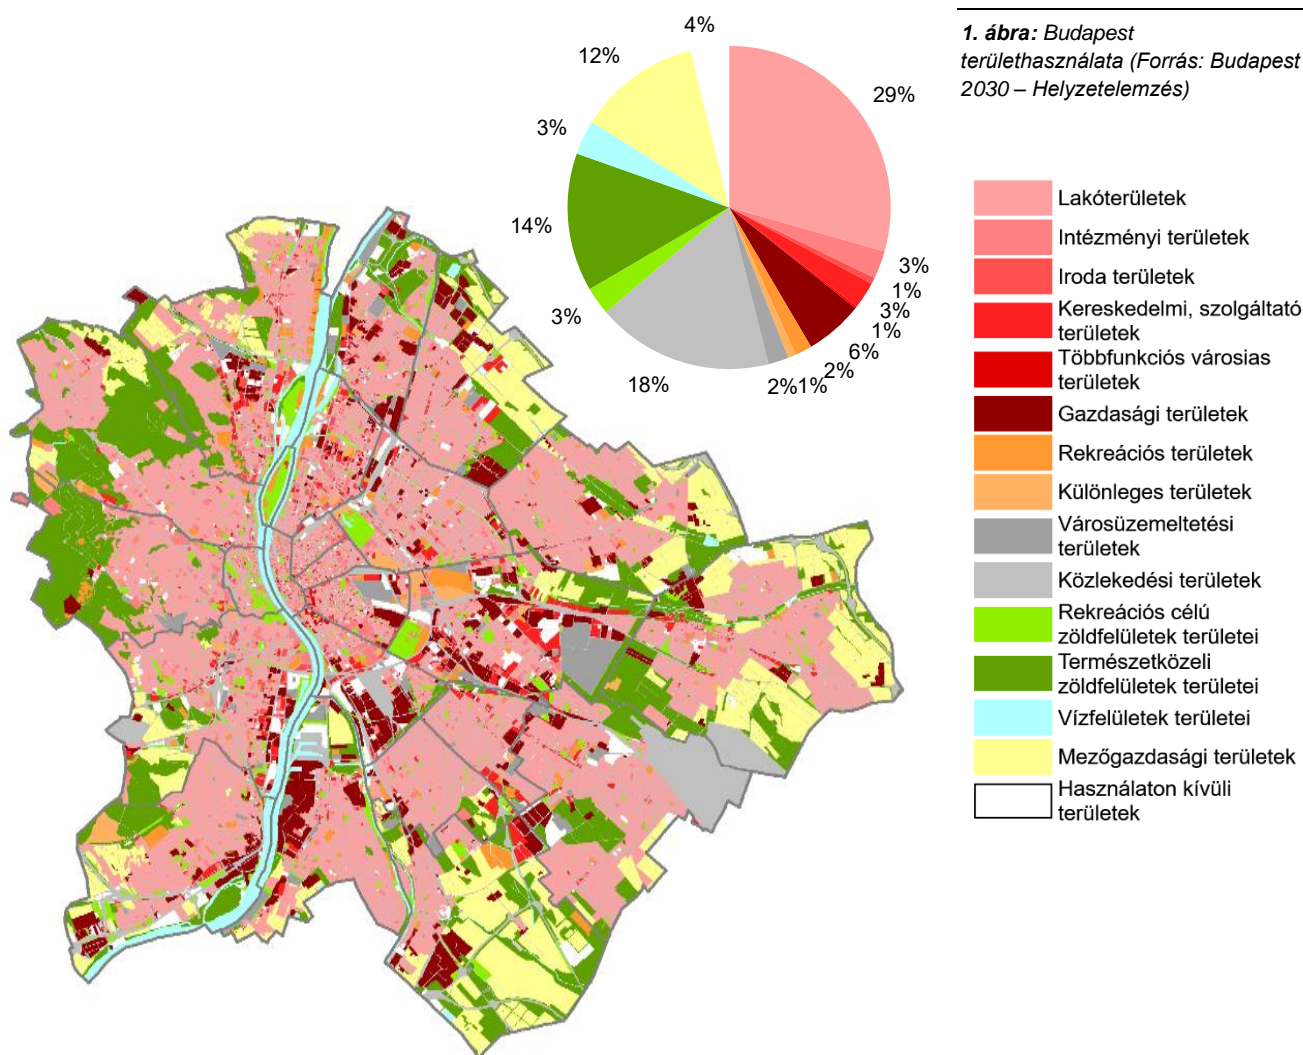 1. ábra: Budapest
területhasználata (Forrás: Budapest
2030 – Helyzetelemzés)
4%
12%
29%
3%
14%
3%
3%
1%
3%
1%
6%
2%
1%
2%
18%
Lakóterületek
Intézményi területek
Iroda területek
Kereskedelmi, szolgáltató
területek
Többfunkciós városias
területek
Gazdasági területek
Rekreációs területek
Különleges területek
Városüzemeltetési
területek
Közlekedési területek
Rekreációs célú
zöldfelületek területei
Természetközeli
zöldfelületek területei
Vízfelületek területei
Mezőgazdasági területek
Használaton kívüli
területek